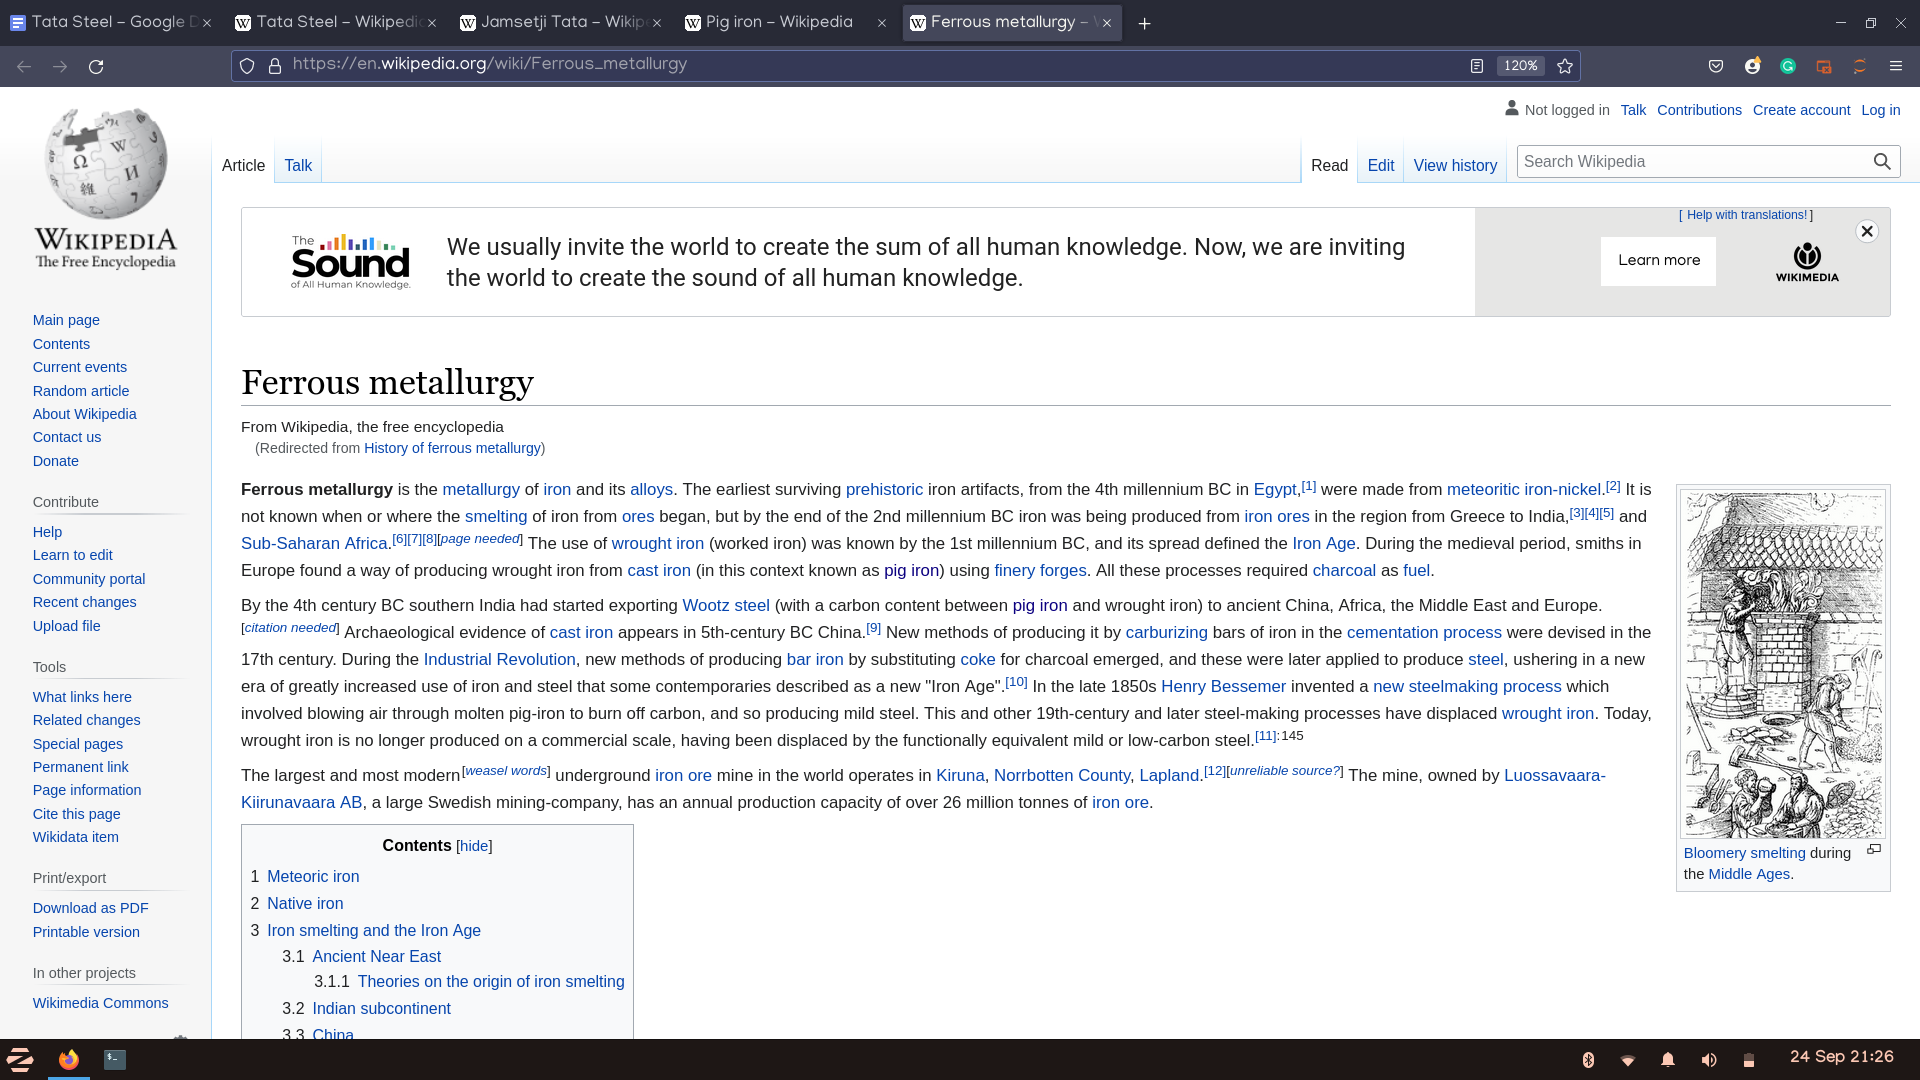 Tata Steel – Google D
Tata Steel – Wikipedi
Jamsetji Tata – Wikip
Pig iron – Wikipedia
Ferrous metallurgy –
https://en.wikipedia.org/wiki/Ferrous_metallurgy
120%
Not logged in Talk Contributions Create account Log in
Article Talk
Read Edit View history
Search Wikipedia
WIKIPEDIA
The Free Encyclopedia
Main page
Contents
Current events
Random article
About Wikipedia
Contact us
Donate
Contribute
Help
Learn to edit
Community portal
Recent changes
Upload file
Tools
What links here
Related changes
Special pages
Permanent link
Page information
Cite this page
Wikidata item
Print/export
Download as PDF
Printable version
In other projects
Wikimedia Commons
The
Sound
of All Human Knowledge.
We usually invite the world to create the sum of all human knowledge. Now, we are inviting
the world to create the sound of all human knowledge.
[ Help with translations! ]
Learn more
WIKIMEDIA
Ferrous metallurgy
From Wikipedia, the free encyclopedia
(Redirected from History of ferrous metallurgy)
Ferrous metallurgy is the metallurgy of iron and its alloys. The earliest surviving prehistoric iron artifacts, from the 4th millennium BC in Egypt,[1] were made from meteoritic iron-nickel.[2] It is
not known when or where the smelting of iron from ores began, but by the end of the 2nd millennium BC iron was being produced from iron ores in the region from Greece to India,[3][4][5] and
Sub-Saharan Africa.[6][7][8][page needed] The use of wrought iron (worked iron) was known by the 1st millennium BC, and its spread defined the Iron Age. During the medieval period, smiths in
Europe found a way of producing wrought iron from cast iron (in this context known as pig iron) using finery forges. All these processes required charcoal as fuel.
By the 4th century BC southern India had started exporting Wootz steel (with a carbon content between pig iron and wrought iron) to ancient China, Africa, the Middle East and Europe.
[citation needed] Archaeological evidence of cast iron appears in 5th-century BC China.[9] New methods of producing it by carburizing bars of iron in the cementation process were devised in the
17th century. During the Industrial Revolution, new methods of producing bar iron by substituting coke for charcoal emerged, and these were later applied to produce steel, ushering in a new
era of greatly increased use of iron and steel that some contemporaries described as a new "Iron Age".[10] In the late 1850s Henry Bessemer invented a new steelmaking process which
involved blowing air through molten pig-iron to burn off carbon, and so producing mild steel. This and other 19th-century and later steel-making processes have displaced wrought iron. Today,
wrought iron is no longer produced on a commercial scale, having been displaced by the functionally equivalent mild or low-carbon steel.[11]:145
The largest and most modern[weasel words] underground iron ore mine in the world operates in Kiruna, Norrbotten County, Lapland.[12][unreliable source?] The mine, owned by Luossavaara-
Kiirunavaara AB, a large Swedish mining-company, has an annual production capacity of over 26 million tonnes of iron ore.
Bloomery smelting during
the Middle Ages.
Contents [hide]
1 Meteoric iron
2 Native iron
3 Iron smelting and the Iron Age
3.1 Ancient Near East
3.1.1 Theories on the origin of iron smelting
3.2 Indian subcontinent
3.3 China
24 Sep 21:26